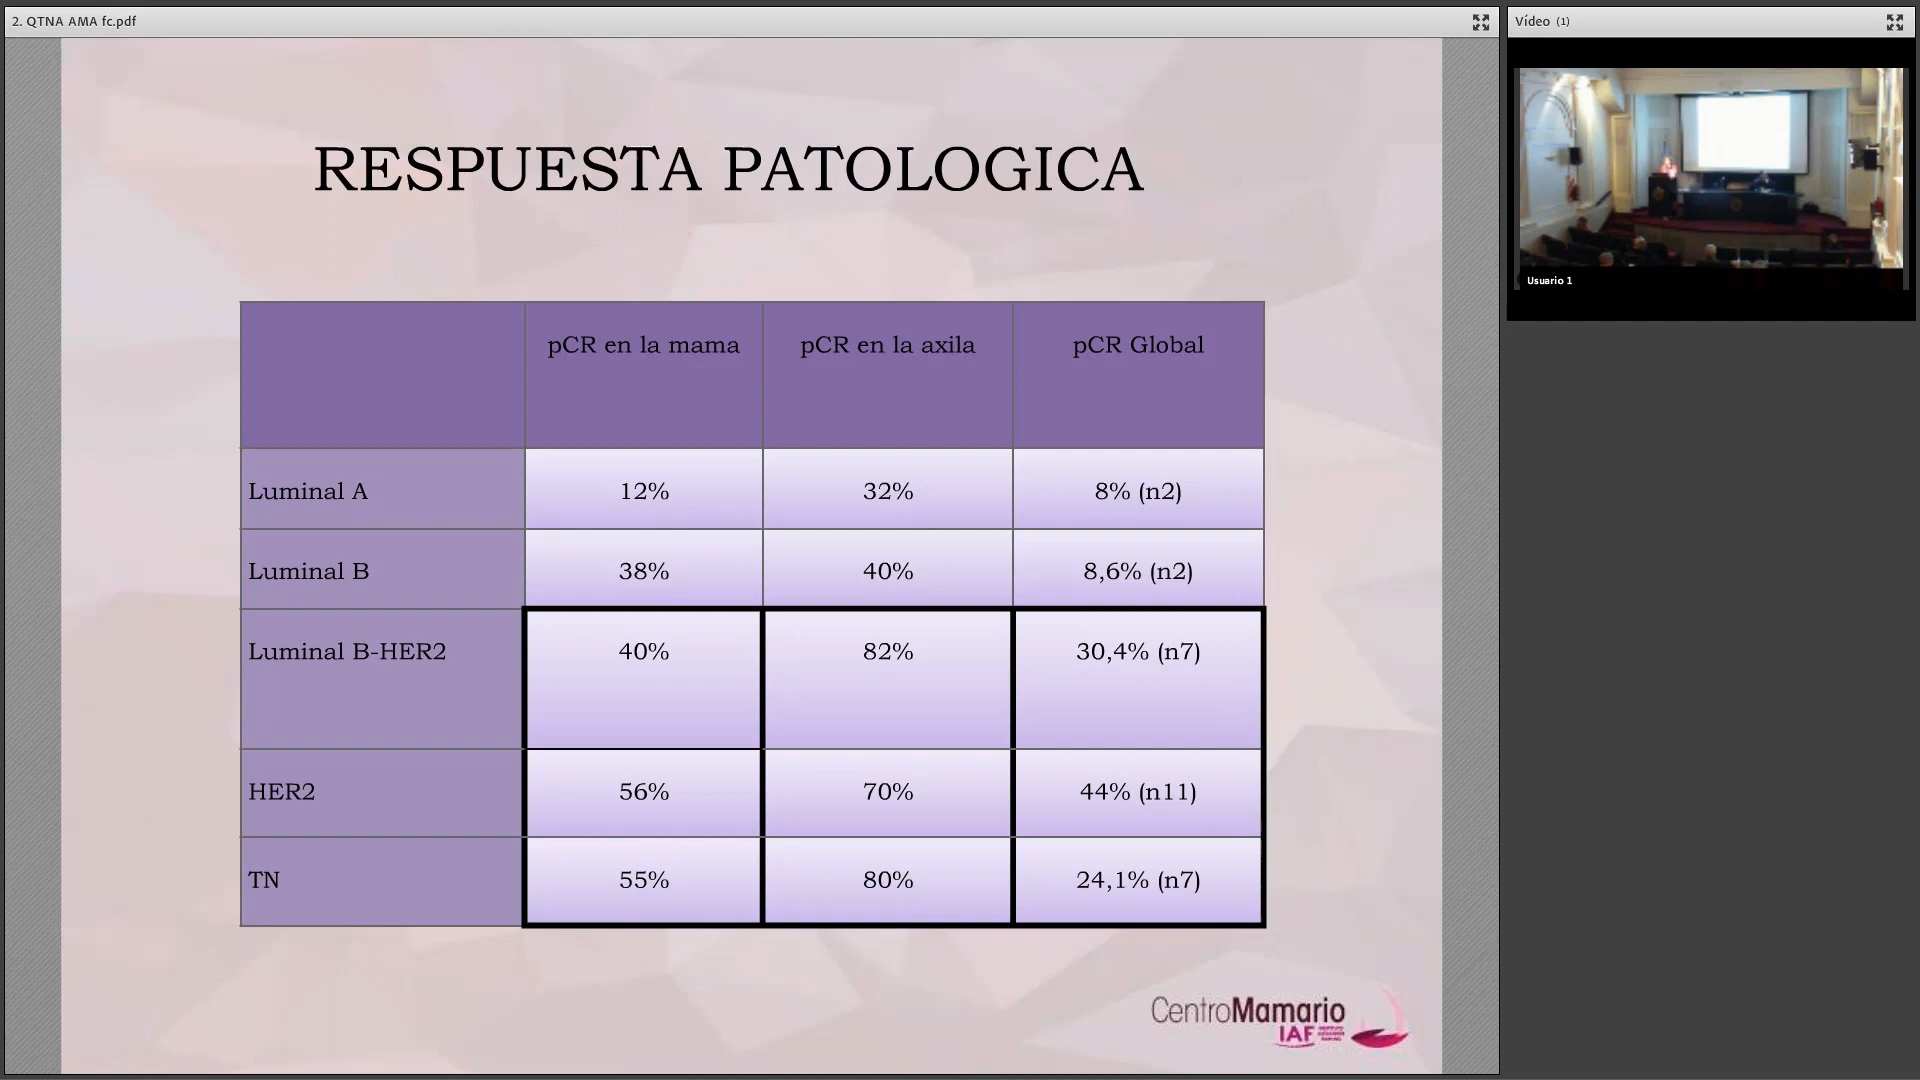 2. QTNA AMA fc.pdf
Vídeo (1)
RESPUESTA PATOLOGICA
pCR en la mama pCR en la axila pCR Global
Luminal A 12% 32% 8% (n2)
Luminal B 38% 40% 8,6% (n2)
Luminal B-HER2 40% 82% 30,4% (n7)
HER2 56% 70% 44% (n11)
TN 55% 80% 24,1% (n7)
CentroMamario
IAF
Usuario 1